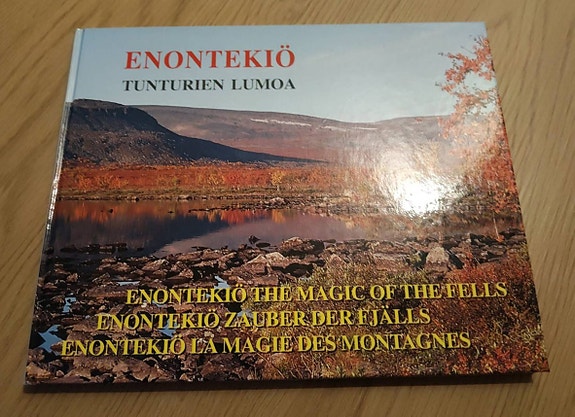 ENONTEKIÖ
TUNTURIEN LUMOA
ENONTEKIÖ THE MAGIC OF THE FELLS
ENONTEKIÖ ZAUBER DER FJÄLLS
ENONTEKIÖ LA MAGIE DES MONTAGNES